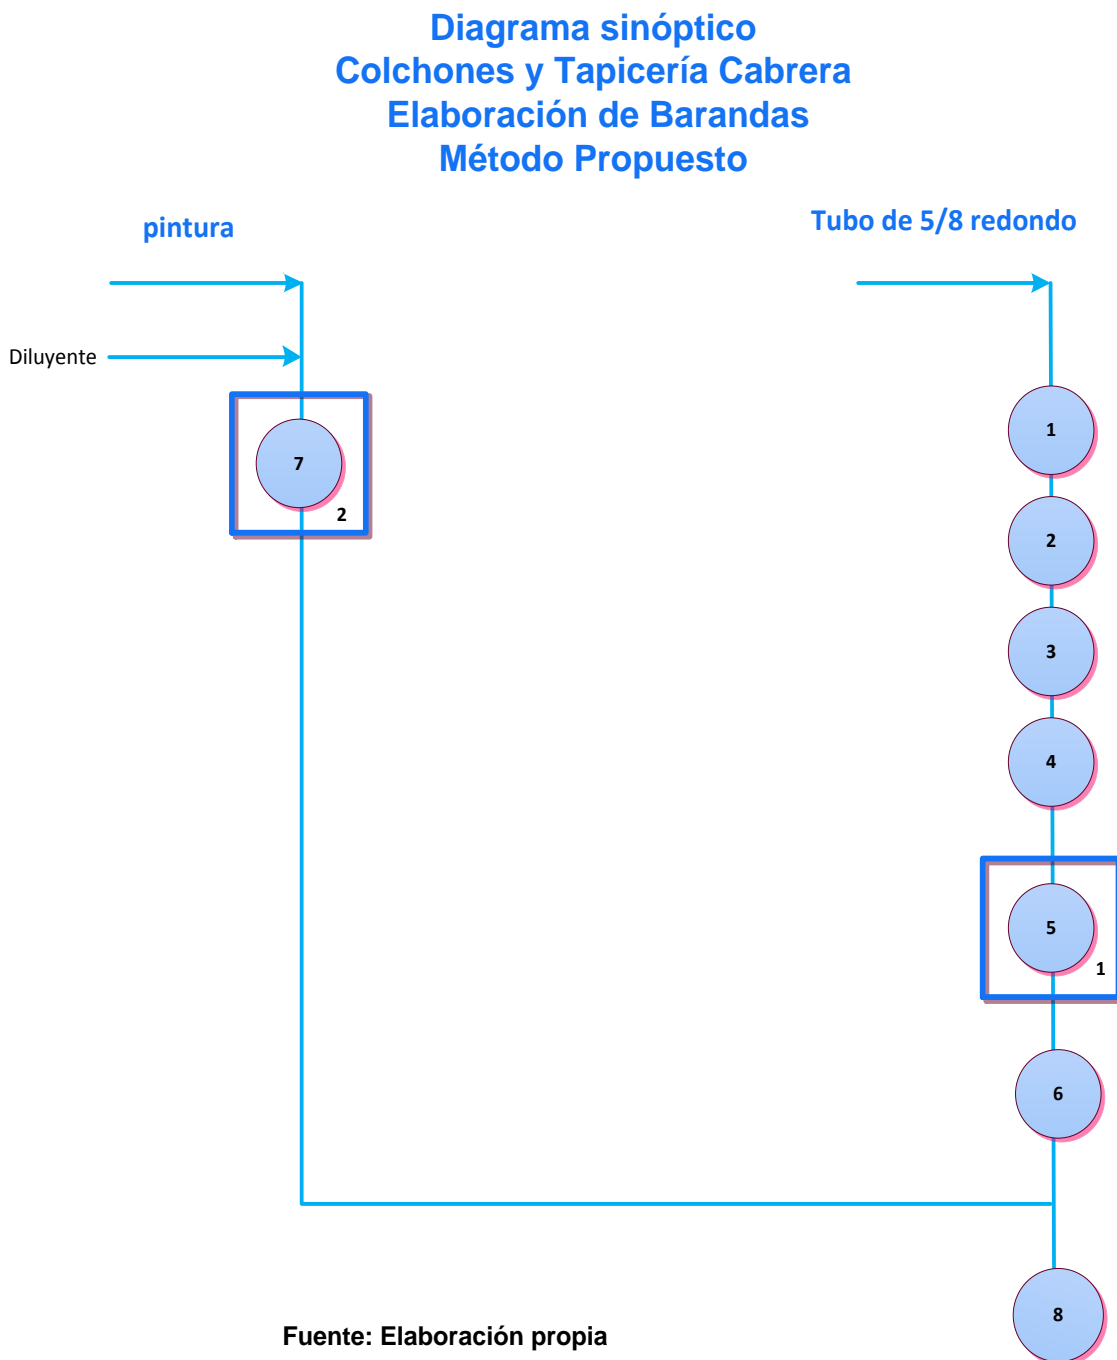 Diagrama sinóptico
Colchones y Tapicería Cabrera
Elaboración de Barandas
Método Propuesto
pintura
Tubo de 5/8 redondo
Diluyente
7
2
1
2
3
4
5
1
6
8
Fuente: Elaboración propia